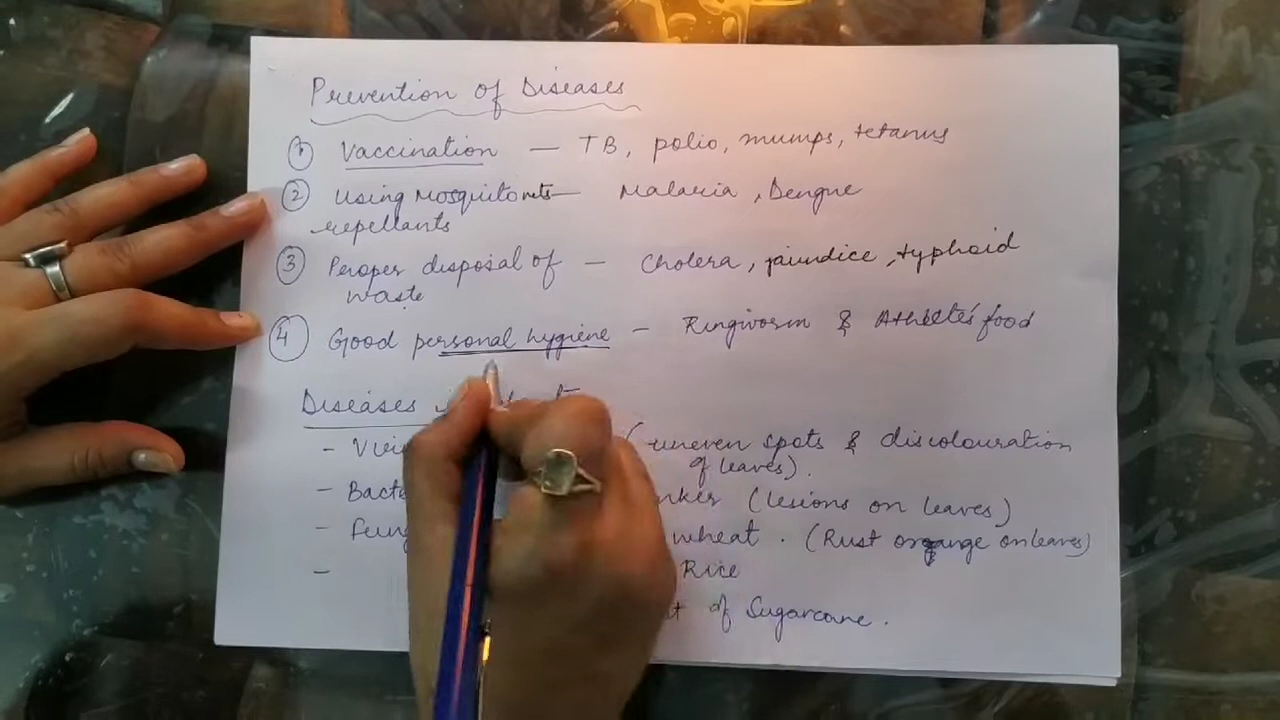 Prevention of Diseases
1 Vaccination — TB, polio, mumps, tetanus
2 Using Mosquito nets — Malaria, Dengue
repellants
3 Peroper disposal of — Cholera, jaundice, typhoid
waste
4 Good personal hygiene — Ringworm & Athlete's food
Diseases
- (uneven spots & discolouration
of leaves).
- (lesions on leaves)
- wheat. (Rust orange on leaves)
- Rice
of Sugarcane.